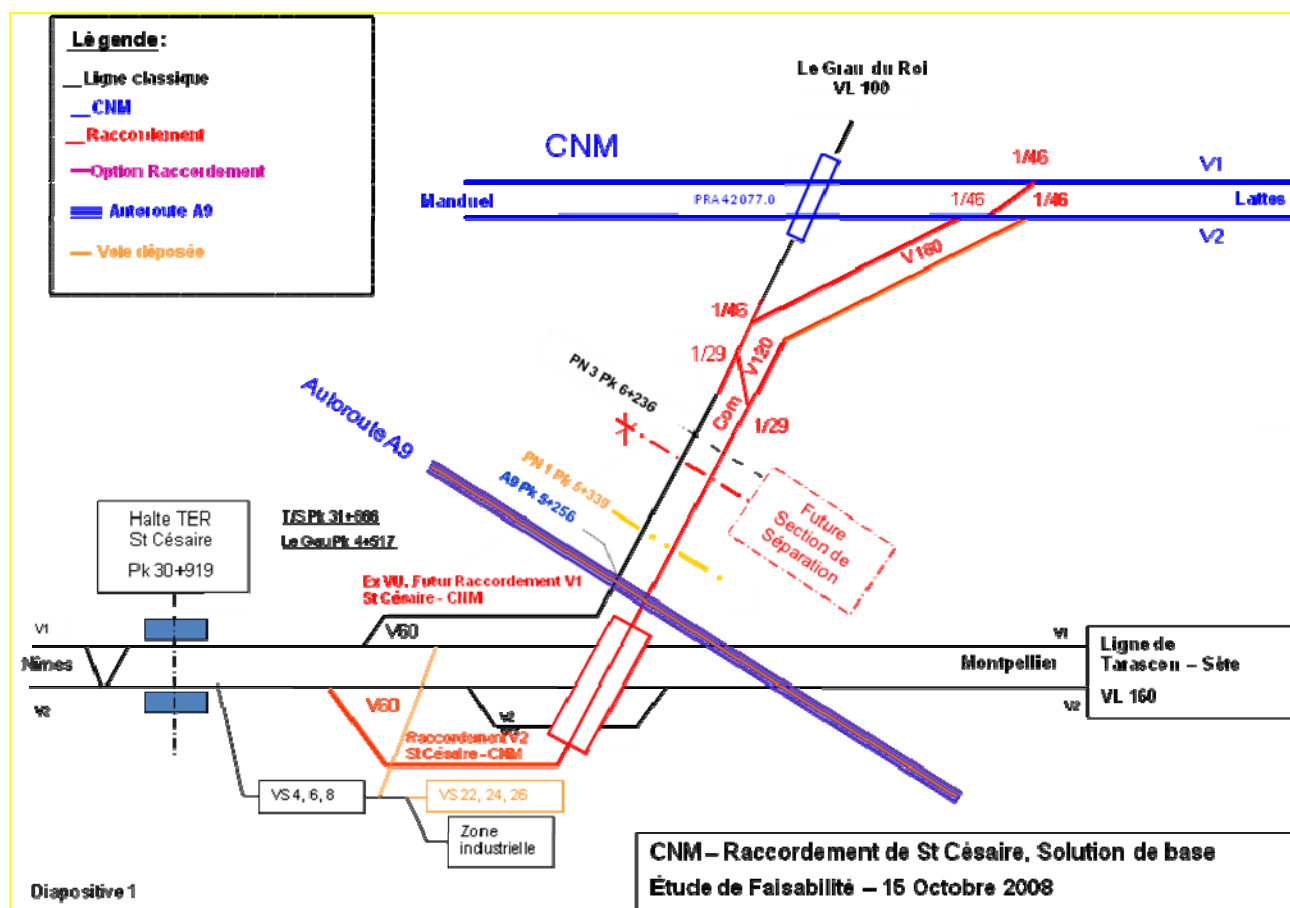 Légende:
Ligne classique
CNM
Raccordement
Option Raccordement
Autoroute A9
Voie déposée
Le Grau du Roi
VL 100
CNM
1/46
V1
Manduel
PRA42077.0
1/46
1/46
Lattes
V2
V160
1/46
1/29
V120
PN 3 Pk 6+236
Com
1/29
Autoroute A9
PN 1 Pk 5+339
A9 Pk 5+256
Future
Section de
Séparation
Halte TER
St Césaire
Pk 30+919
T/S Pk 31+666
Le Gau Pk 4+517
Ex VU. Futur Raccordement V1
St Césaire - CNM
V60
V1
V1
Nîmes
Montpellier
Ligne de
Tarascon – Sète
VL 160
V2
V2
V60
V2
Raccordement V2
St Césaire - CNM
VS 4, 6, 8
VS 22, 24, 26
Zone
industrielle
CNM – Raccordement de St Césaire, Solution de base
Étude de Faisabilité – 15 Octobre 2008
Diapositive 1